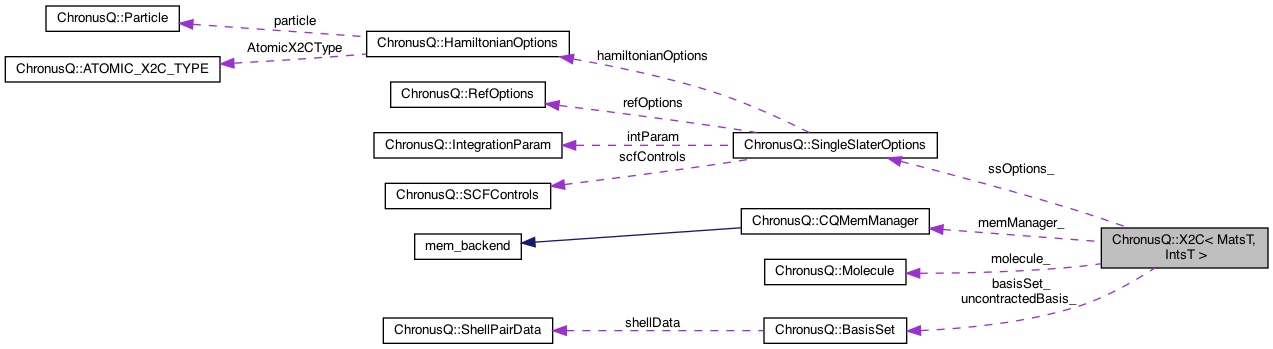 ChronusQ::Particle
particle
ChronusQ::HamiltonianOptions
AtomicX2CType
ChronusQ::ATOMIC_X2C_TYPE
hamiltonianOptions
ChronusQ::RefOptions
refOptions
ChronusQ::IntegrationParam
intParam
ChronusQ::SingleSlaterOptions
scfControls
ChronusQ::SCFControls
ssOptions_
ChronusQ::CQMemManager
memManager_
mem_backend
ChronusQ::X2C< MatsT,
IntsT >
ChronusQ::Molecule
molecule_
basisSet_
uncontractedBasis_
ChronusQ::ShellPairData
shellData
ChronusQ::BasisSet